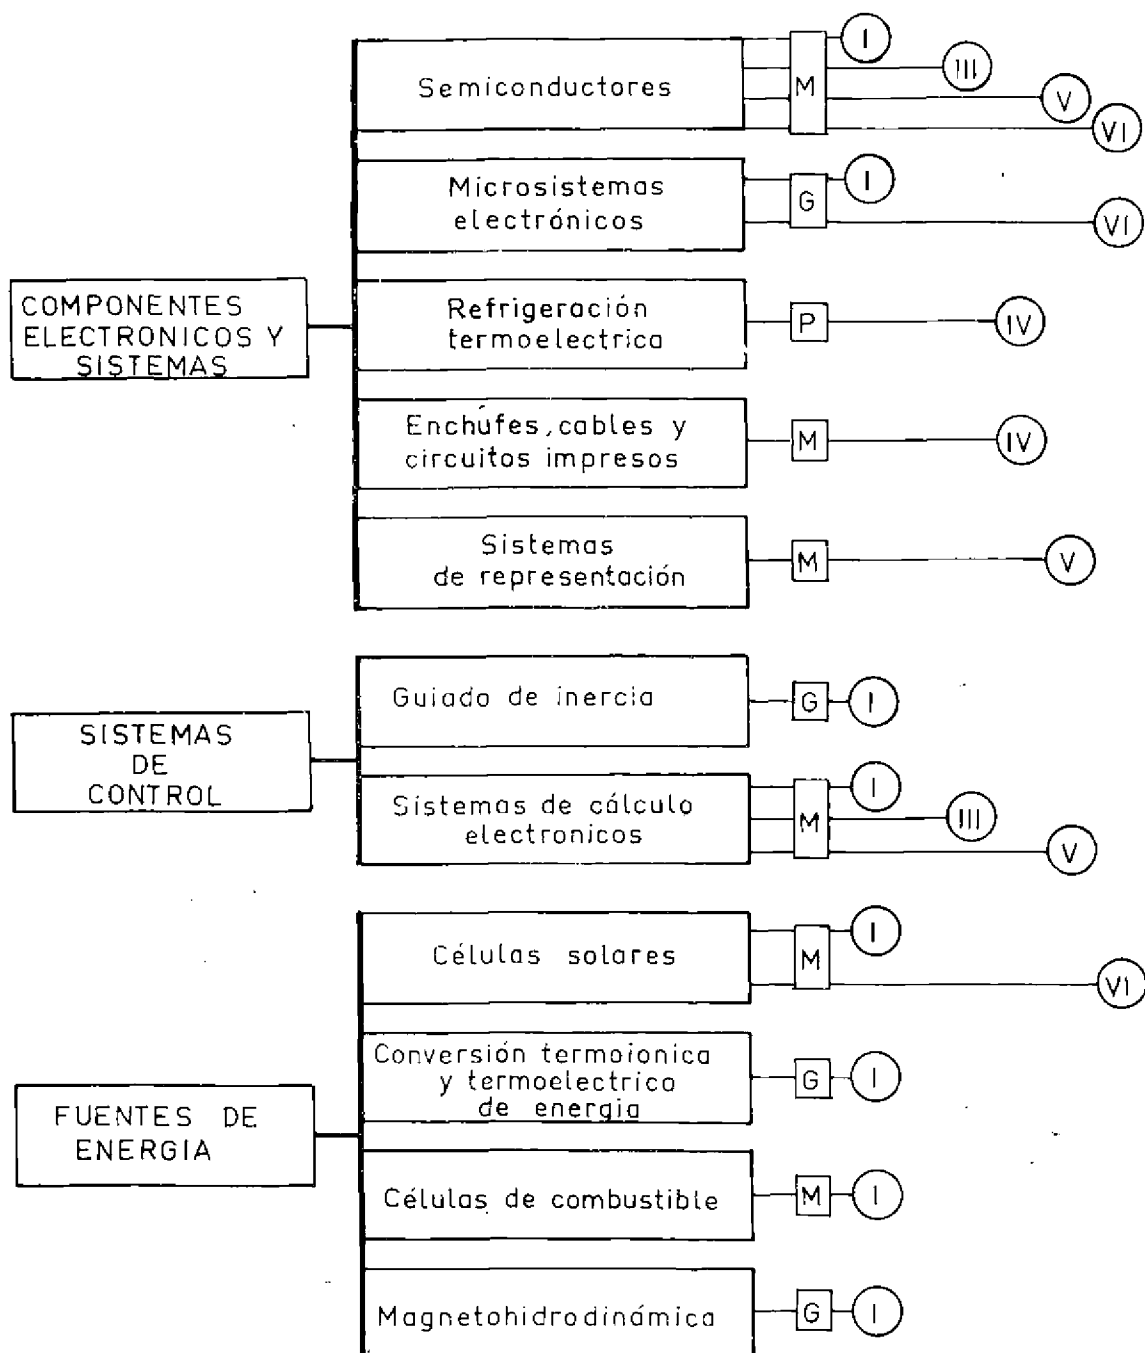 COMPONENTES
ELECTRONICOS Y
SISTEMAS
Semiconductores
M
I
III
V
VI
Microsistemas
electrónicos
G
I
VI
Refrigeración
termoelectrica
P
IV
Enchúfes, cables y
circuitos impresos
M
IV
Sistemas
de representación
M
V
SISTEMAS
DE
CONTROL
Guiado de inercia
G
I
Sistemas de cálculo
electronicos
M
I
III
V
FUENTES DE
ENERGIA
Células solares
M
I
VI
Conversión termoionica
y termoelectrica
de energia
G
I
Células de combustible
M
I
Magnetohidrodinámica
G
I